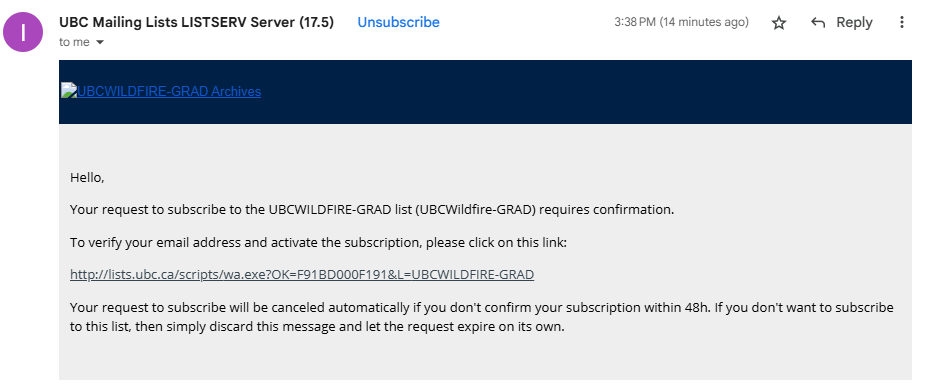 I
UBC Mailing Lists LISTSERV Server (17.5) Unsubscribe 3:38 PM (14 minutes ago) Reply
to me
UBCWILDFIRE-GRAD Archives
Hello,
Your request to subscribe to the UBCWILDFIRE-GRAD list (UBCWildfire-GRAD) requires confirmation.
To verify your email address and activate the subscription, please click on this link:
http://lists.ubc.ca/scripts/wa.exe?OK=F91BD000F191&L=UBCWILDFIRE-GRAD
Your request to subscribe will be canceled automatically if you don't confirm your subscription within 48h. If you don't want to subscribe
to this list, then simply discard this message and let the request expire on its own.